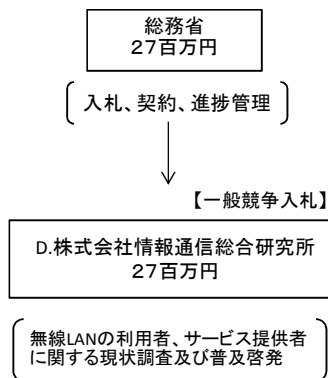 総務省
27百万円
入札、契約、進捗管理
【一般競争入札】
D.株式会社情報通信総合研究所
27百万円
無線LANの利用者、サービス提供者
に関する現状調査及び普及啓発